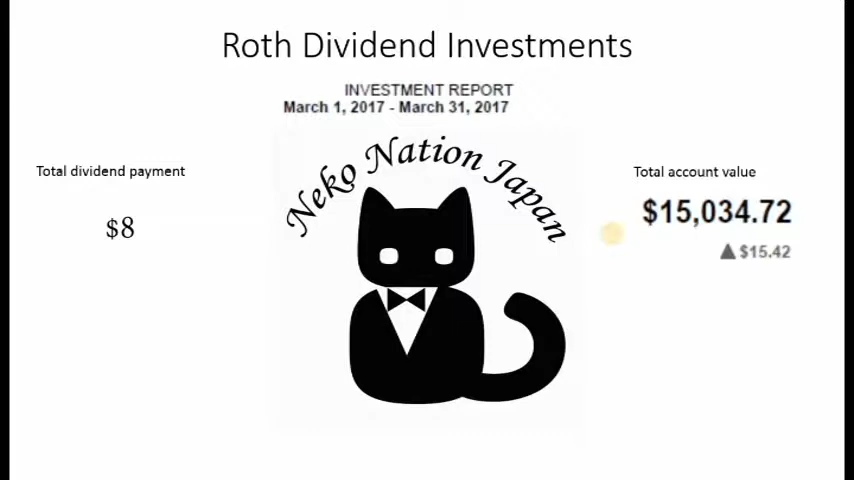 Roth Dividend Investments
INVESTMENT REPORT
March 1, 2017 - March 31, 2017
Neko Nation Japan
Total dividend payment
$8
Total account value
$15,034.72
▲ $15.42